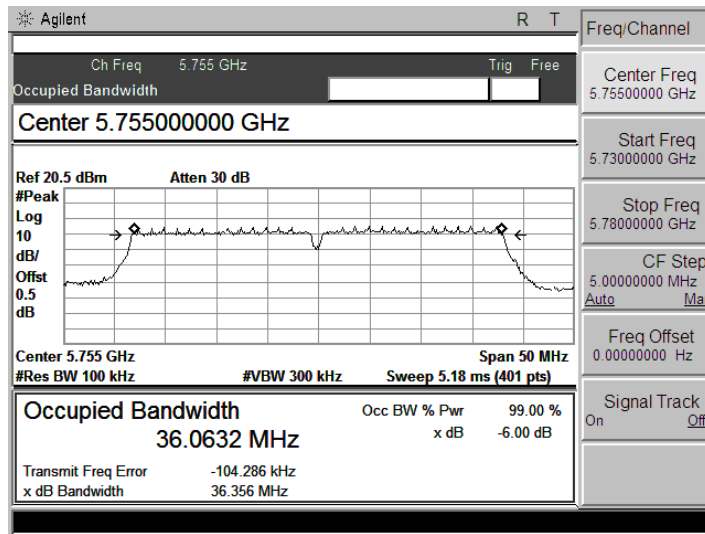 Agilent R T
Freq/Channel
Ch Freq 5.755 GHz Trig Free
Occupied Bandwidth
Center 5.755000000 GHz
Center Freq
5.75500000 GHz
Start Freq
5.73000000 GHz
Stop Freq
5.78000000 GHz
CF Step
5.00000000 MHz
Auto Ma
Freq Offset
0.00000000 Hz
Signal Track
On Off
Ref 20.5 dBm Atten 30 dB
#Peak
Log
10
dB/
Offst
0.5
dB
Center 5.755 GHz Span 50 MHz
#Res BW 100 kHz #VBW 300 kHz Sweep 5.18 ms (401 pts)
Occupied Bandwidth Occ BW % Pwr 99.00 %
36.0632 MHz x dB -6.00 dB
Transmit Freq Error -104.286 kHz
x dB Bandwidth 36.356 MHz